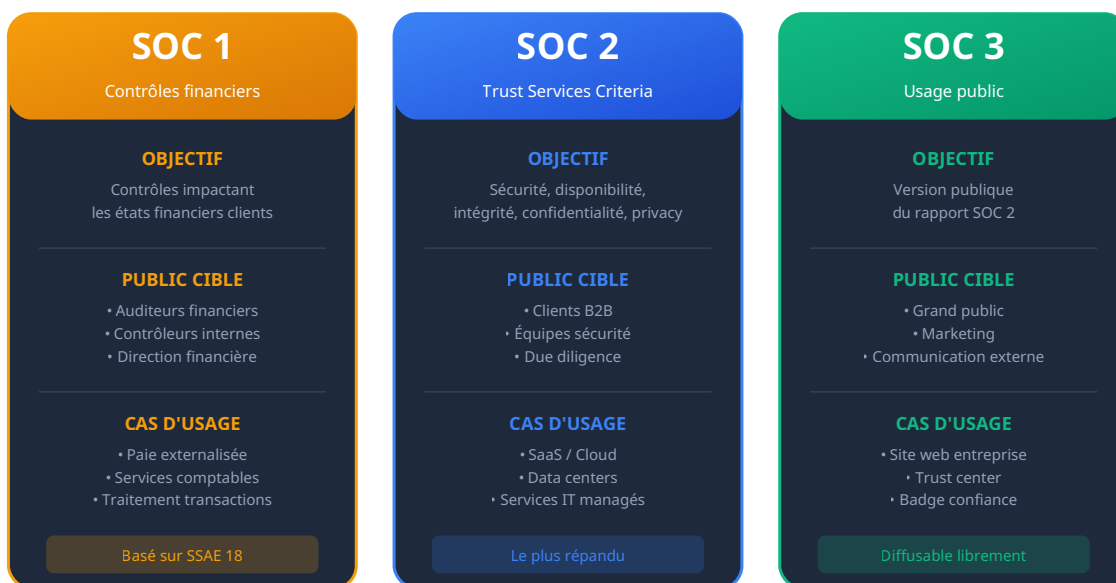 SOC 1
Contrôles financiers
OBJECTIF
Contrôles impactant
les états financiers clients
PUBLIC CIBLE
• Auditeurs financiers
• Contrôleurs internes
• Direction financière
CAS D'USAGE
• Paie externalisée
• Services comptables
• Traitement transactions
Basé sur SSAE 18
SOC 2
Trust Services Criteria
OBJECTIF
Sécurité, disponibilité,
intégrité, confidentialité, privacy
PUBLIC CIBLE
• Clients B2B
• Équipes sécurité
• Due diligence
CAS D'USAGE
• SaaS / Cloud
• Data centers
• Services IT managés
Le plus répandu
SOC 3
Usage public
OBJECTIF
Version publique
du rapport SOC 2
PUBLIC CIBLE
• Grand public
• Marketing
• Communication externe
CAS D'USAGE
• Site web entreprise
• Trust center
• Badge confiance
Diffusable librement